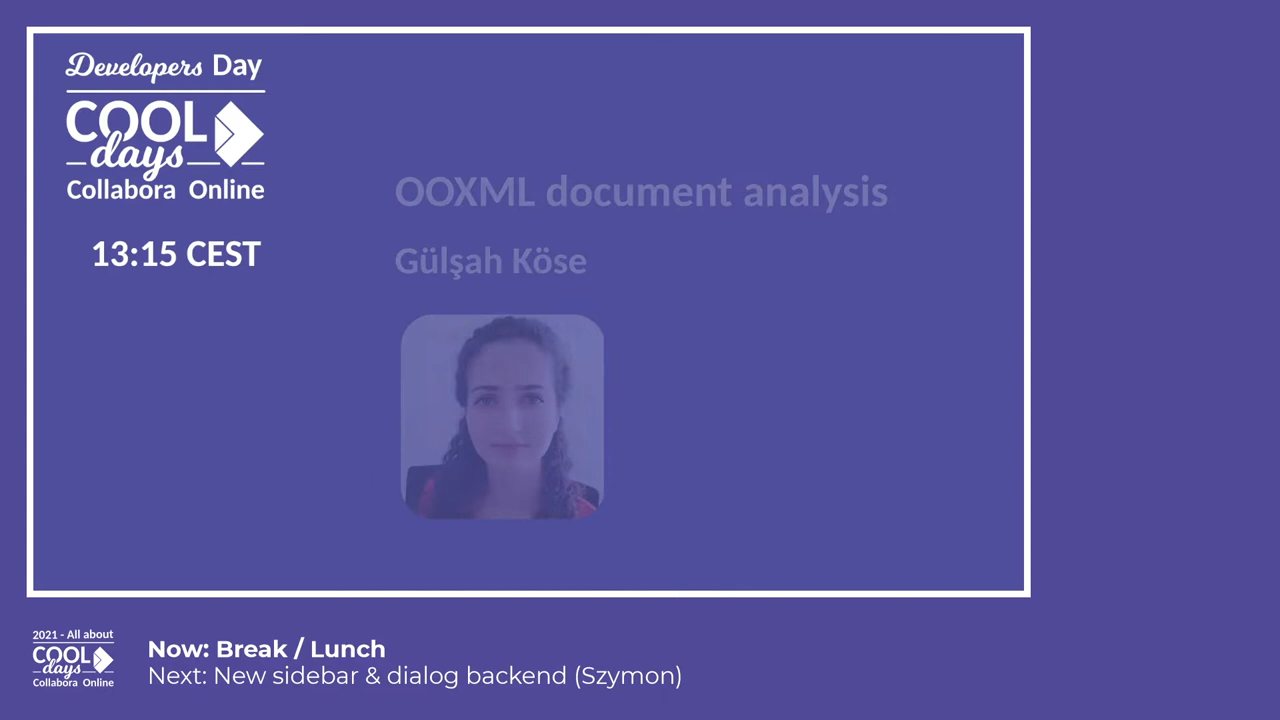 Developers Day
COOL
days
Collabora Online
13:15 CEST
OOXML document analysis
Gülşah Köse
2021 - All about
COOL
days
Collabora Online
Now: Break / Lunch
Next: New sidebar & dialog backend (Szymon)